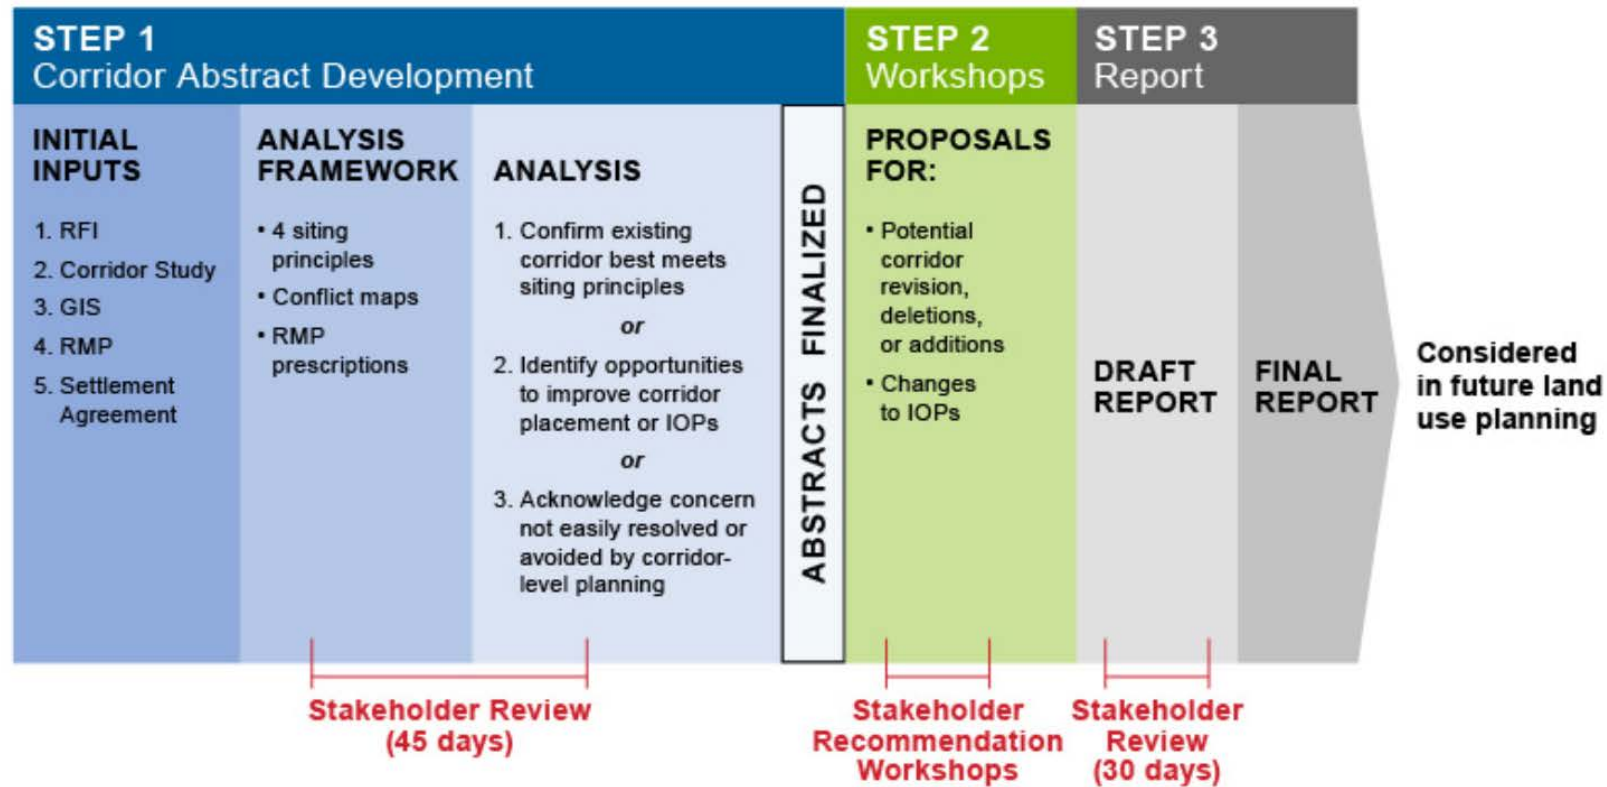 STEP 1
Corridor Abstract Development
INITIAL
INPUTS
1. RFI
2. Corridor Study
3. GIS
4. RMP
5. Settlement
Agreement
ANALYSIS
FRAMEWORK
• 4 siting
principles
• Conflict maps
• RMP
prescriptions
ANALYSIS
1. Confirm existing
corridor best meets
siting principles
or
2. Identify opportunities
to improve corridor
placement or IOPs
or
3. Acknowledge concern
not easily resolved or
avoided by corridor-
level planning
Stakeholder Review
(45 days)
ABSTRACTS FINALIZED
STEP 2
Workshops
PROPOSALS
FOR:
• Potential
corridor
revision,
deletions,
or additions
• Changes
to IOPs
Stakeholder
Recommendation
Workshops
STEP 3
Report
DRAFT
REPORT
FINAL
REPORT
Stakeholder
Review
(30 days)
Considered
in future land
use planning